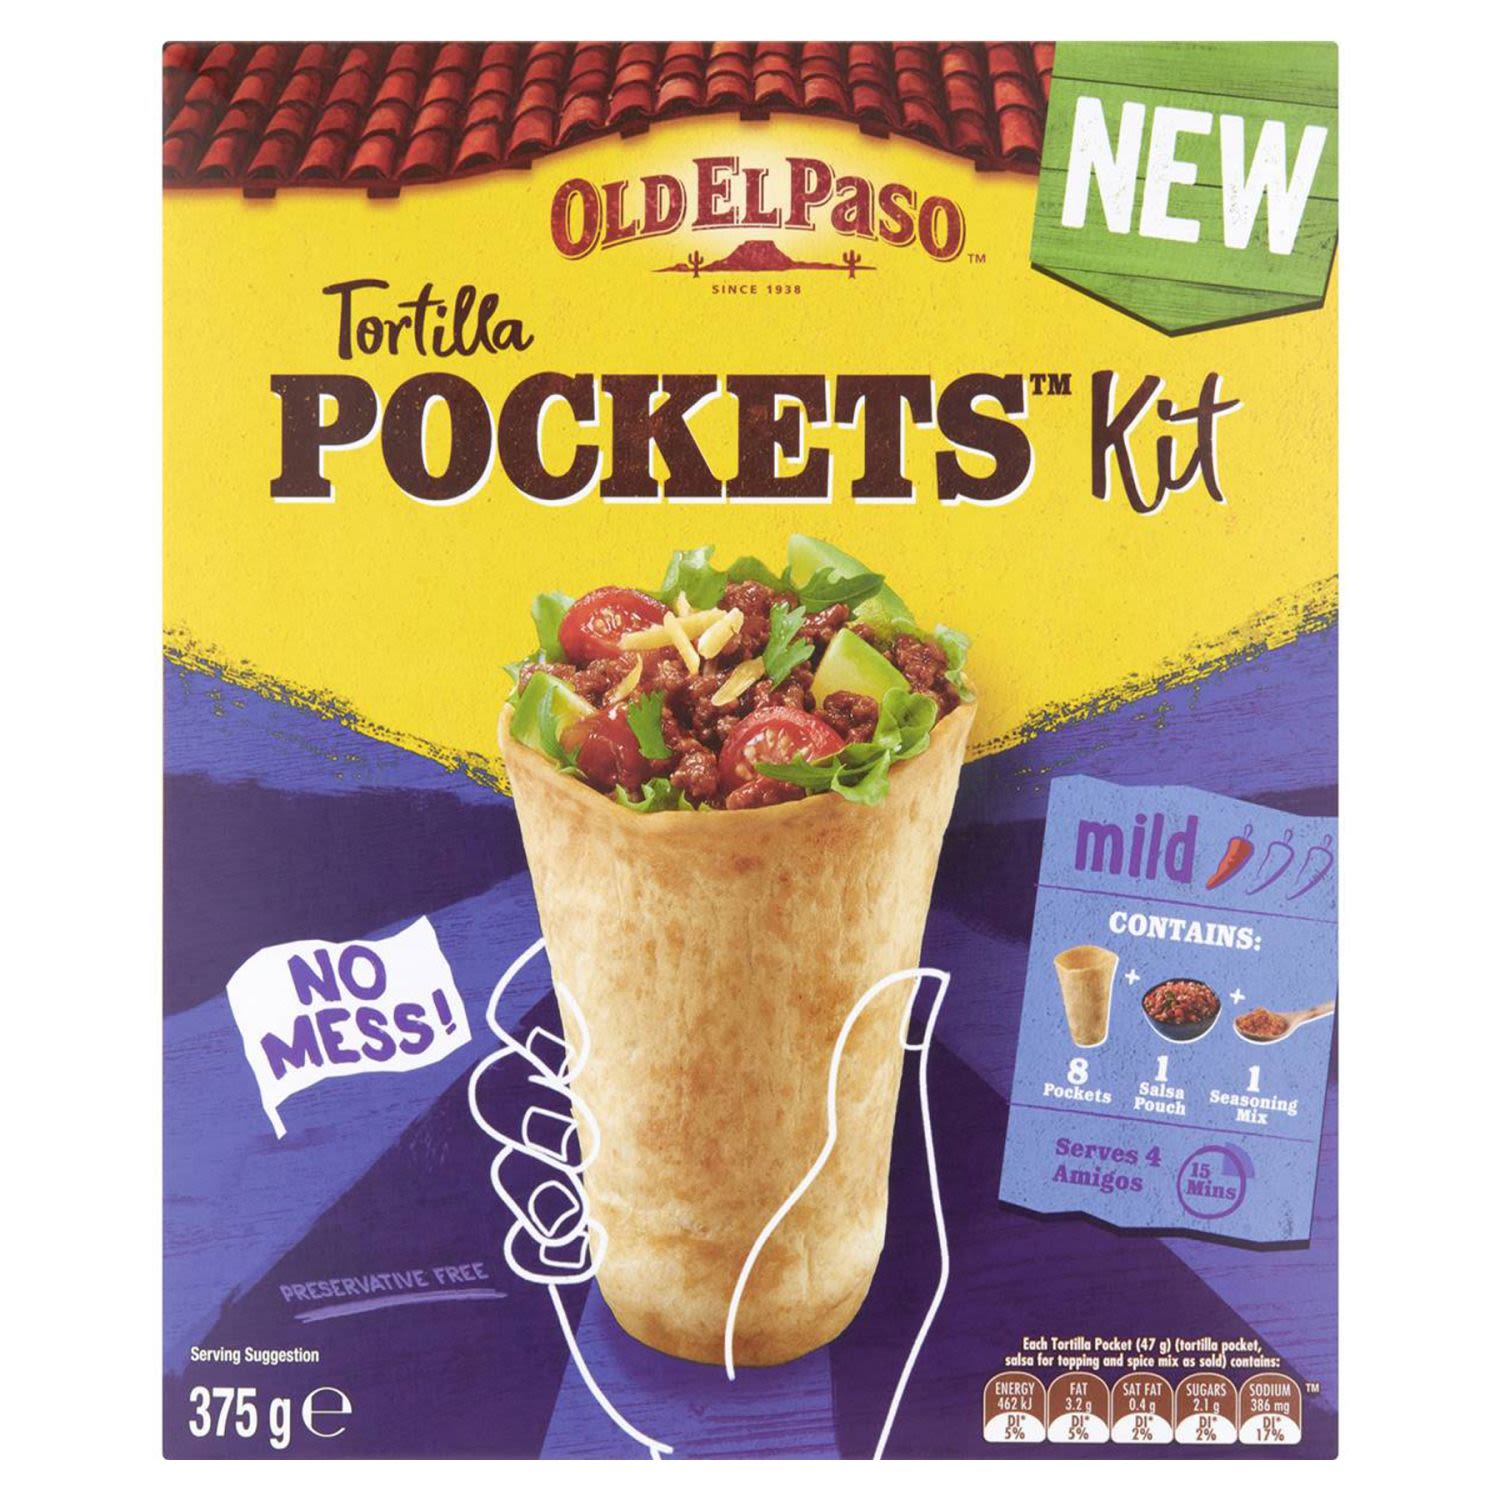 NEW
OLD EL PASO™
SINCE 1938
Tortilla
POCKETS™ Kit
mild
CONTAINS:
+
+
8
Pockets
1
Salsa
Pouch
1
Seasoning
Mix
Serves 4
Amigos
15
Mins
NO
MESS!
PRESERVATIVE FREE
Serving Suggestion
375 g ℮
Each Tortilla Pocket (47 g) (tortilla pocket,
salsa for topping and spice mix as sold) contains:
ENERGY
462 kJ
DI*
5%
FAT
3.2 g
DI*
5%
SAT FAT
0.4 g
DI*
2%
SUGARS
2.1 g
DI*
2%
SODIUM
386 mg
DI*
17%
TM